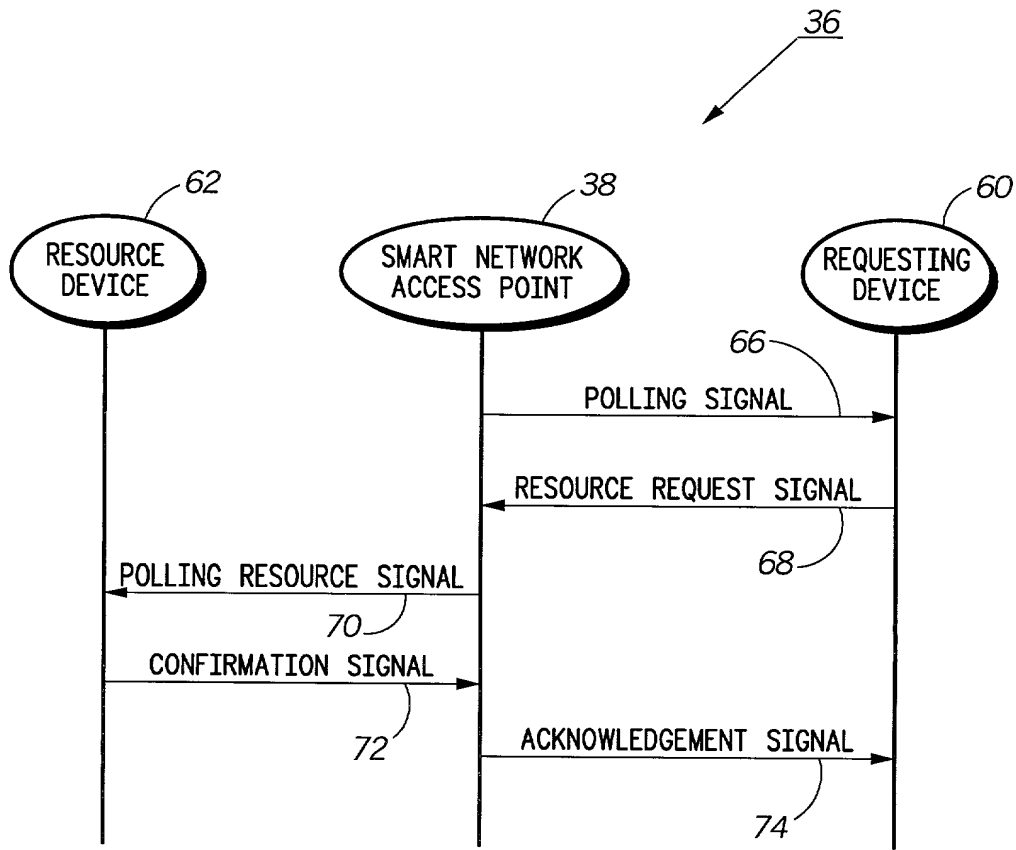 36
62
38
60
RESOURCE
DEVICE
SMART NETWORK
ACCESS POINT
REQUESTING
DEVICE
66
POLLING SIGNAL
RESOURCE REQUEST SIGNAL
68
POLLING RESOURCE SIGNAL
70
CONFIRMATION SIGNAL
72
ACKNOWLEDGEMENT SIGNAL
74